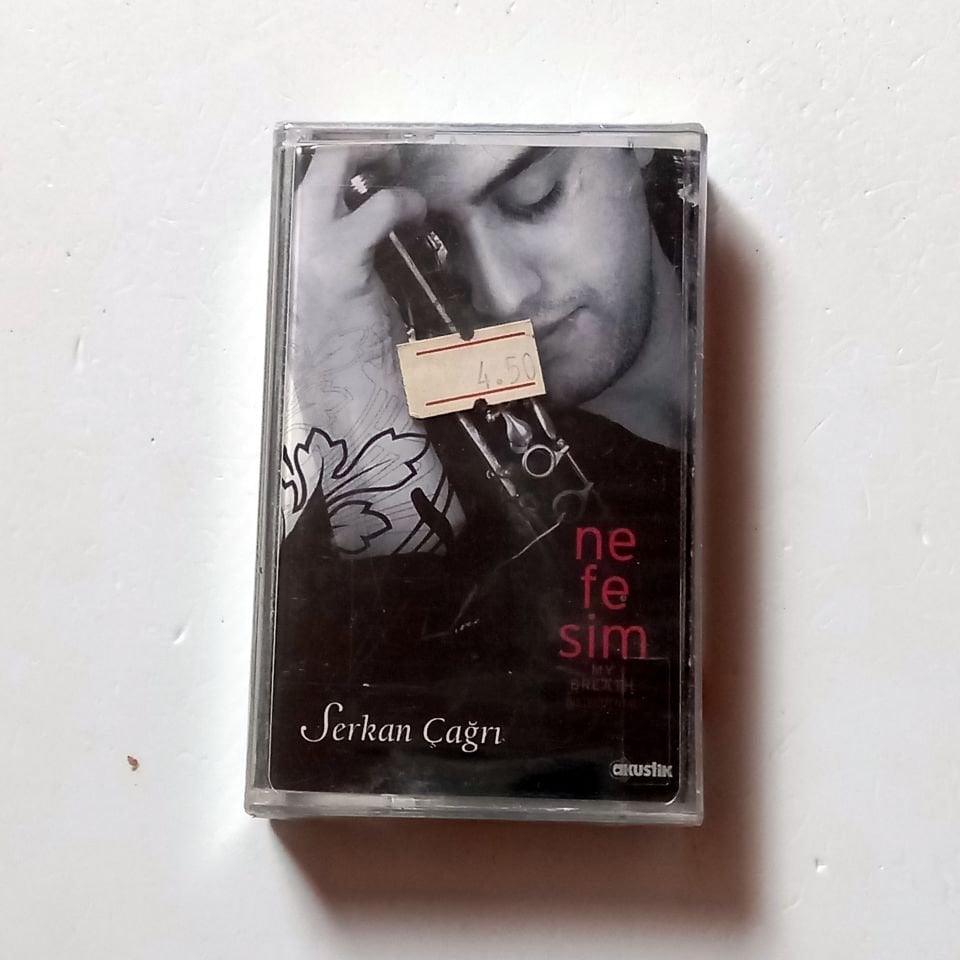 4.50
ne
fe
sim
MY
BREATH
Serkan Çağrı
akustik